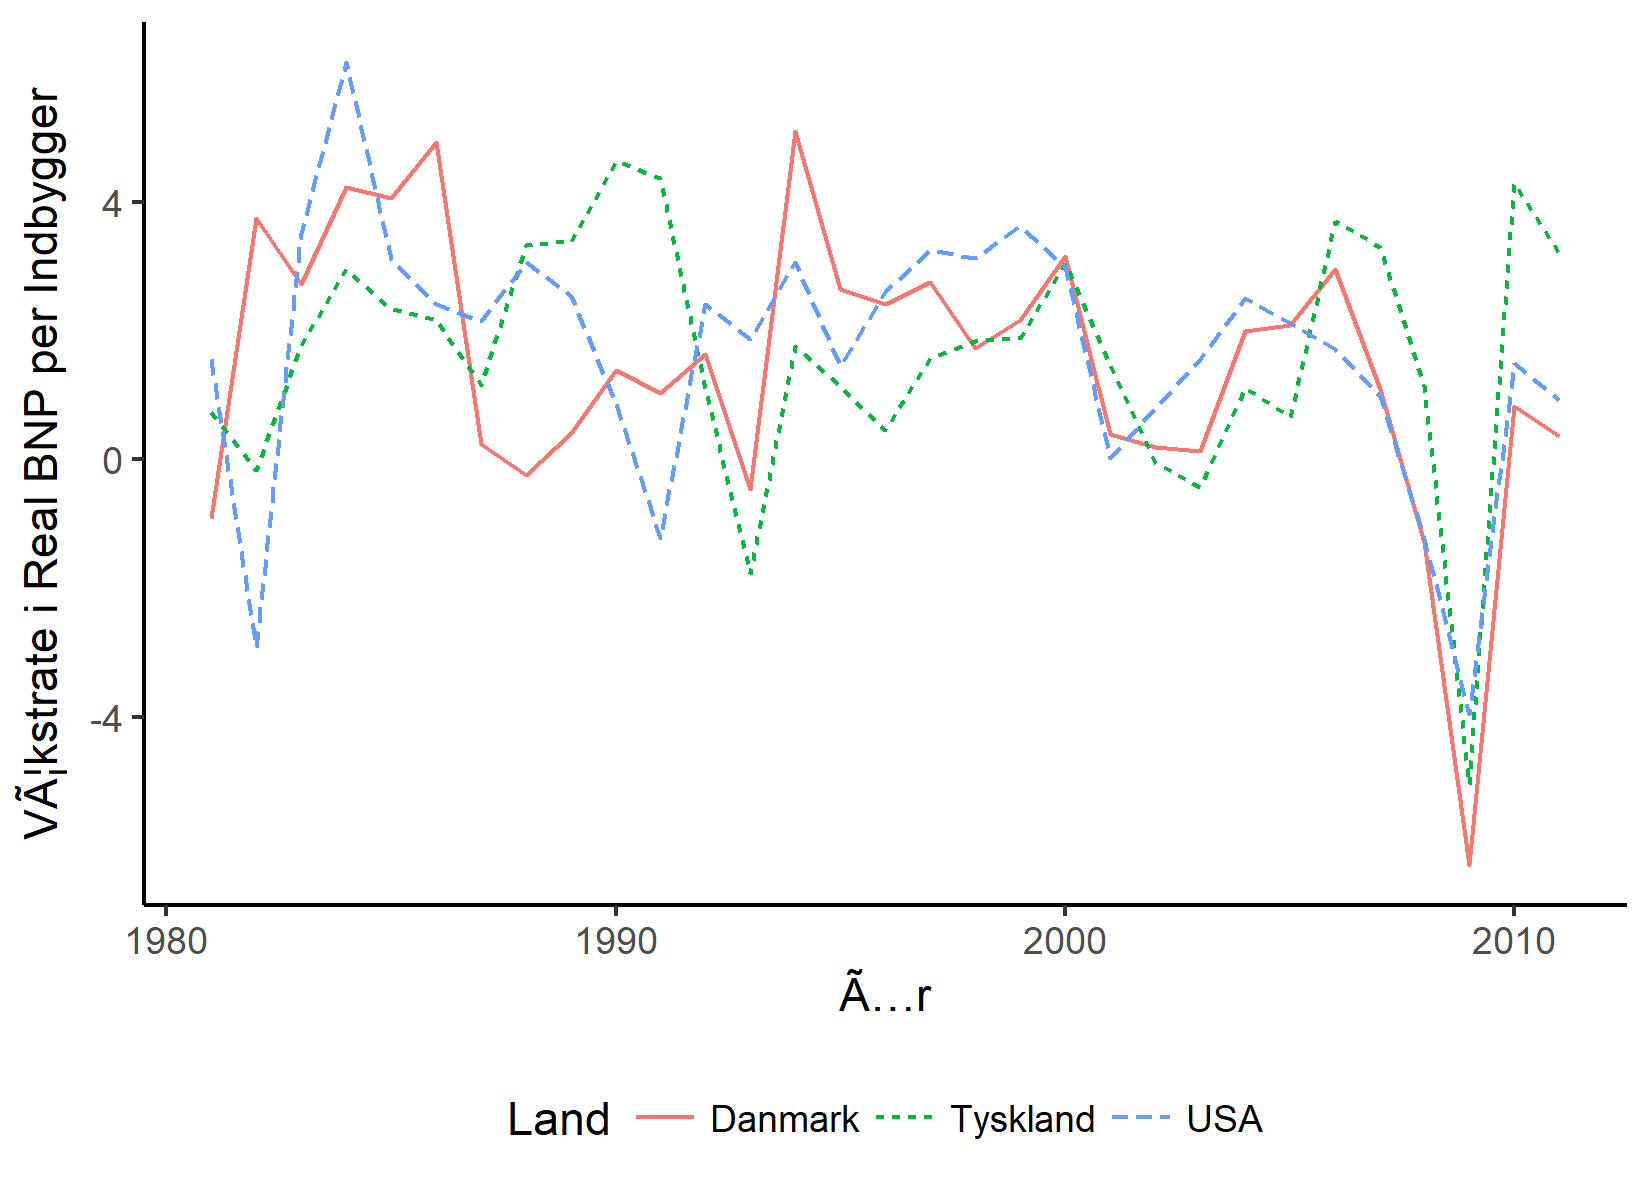 VÃ¦kstrate i Real BNP per Indbygger
4
0
-4
1980 1990 2000 2010
Ã…r
Land Danmark Tyskland USA